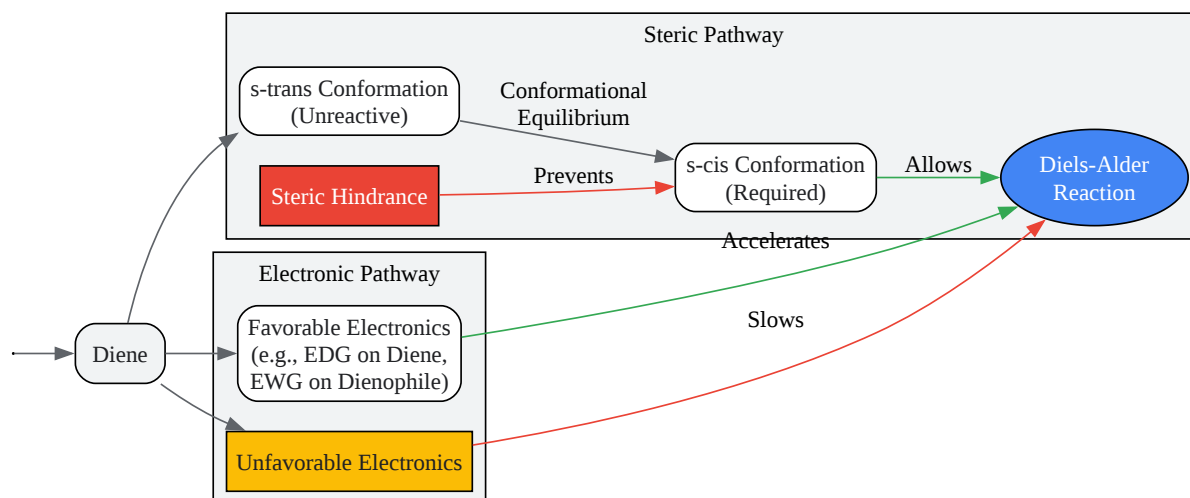 Steric Pathway
s-trans Conformation
(Unreactive)
Conformational
Equilibrium
Steric Hindrance
Prevents
s-cis Conformation
(Required)
Allows
Diels-Alder
Reaction
Accelerates
Electronic Pathway
Diene
Favorable Electronics
(e.g., EDG on Diene,
EWG on Dienophile)
Slows
Unfavorable Electronics